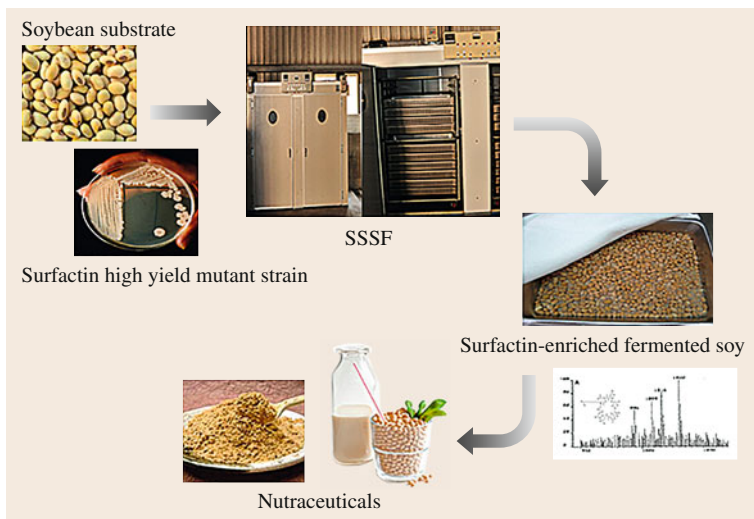 Soybean substrate
SSSF
Surfactin high yield mutant strain
Surfactin-enriched fermented soy
A
Nutraceuticals